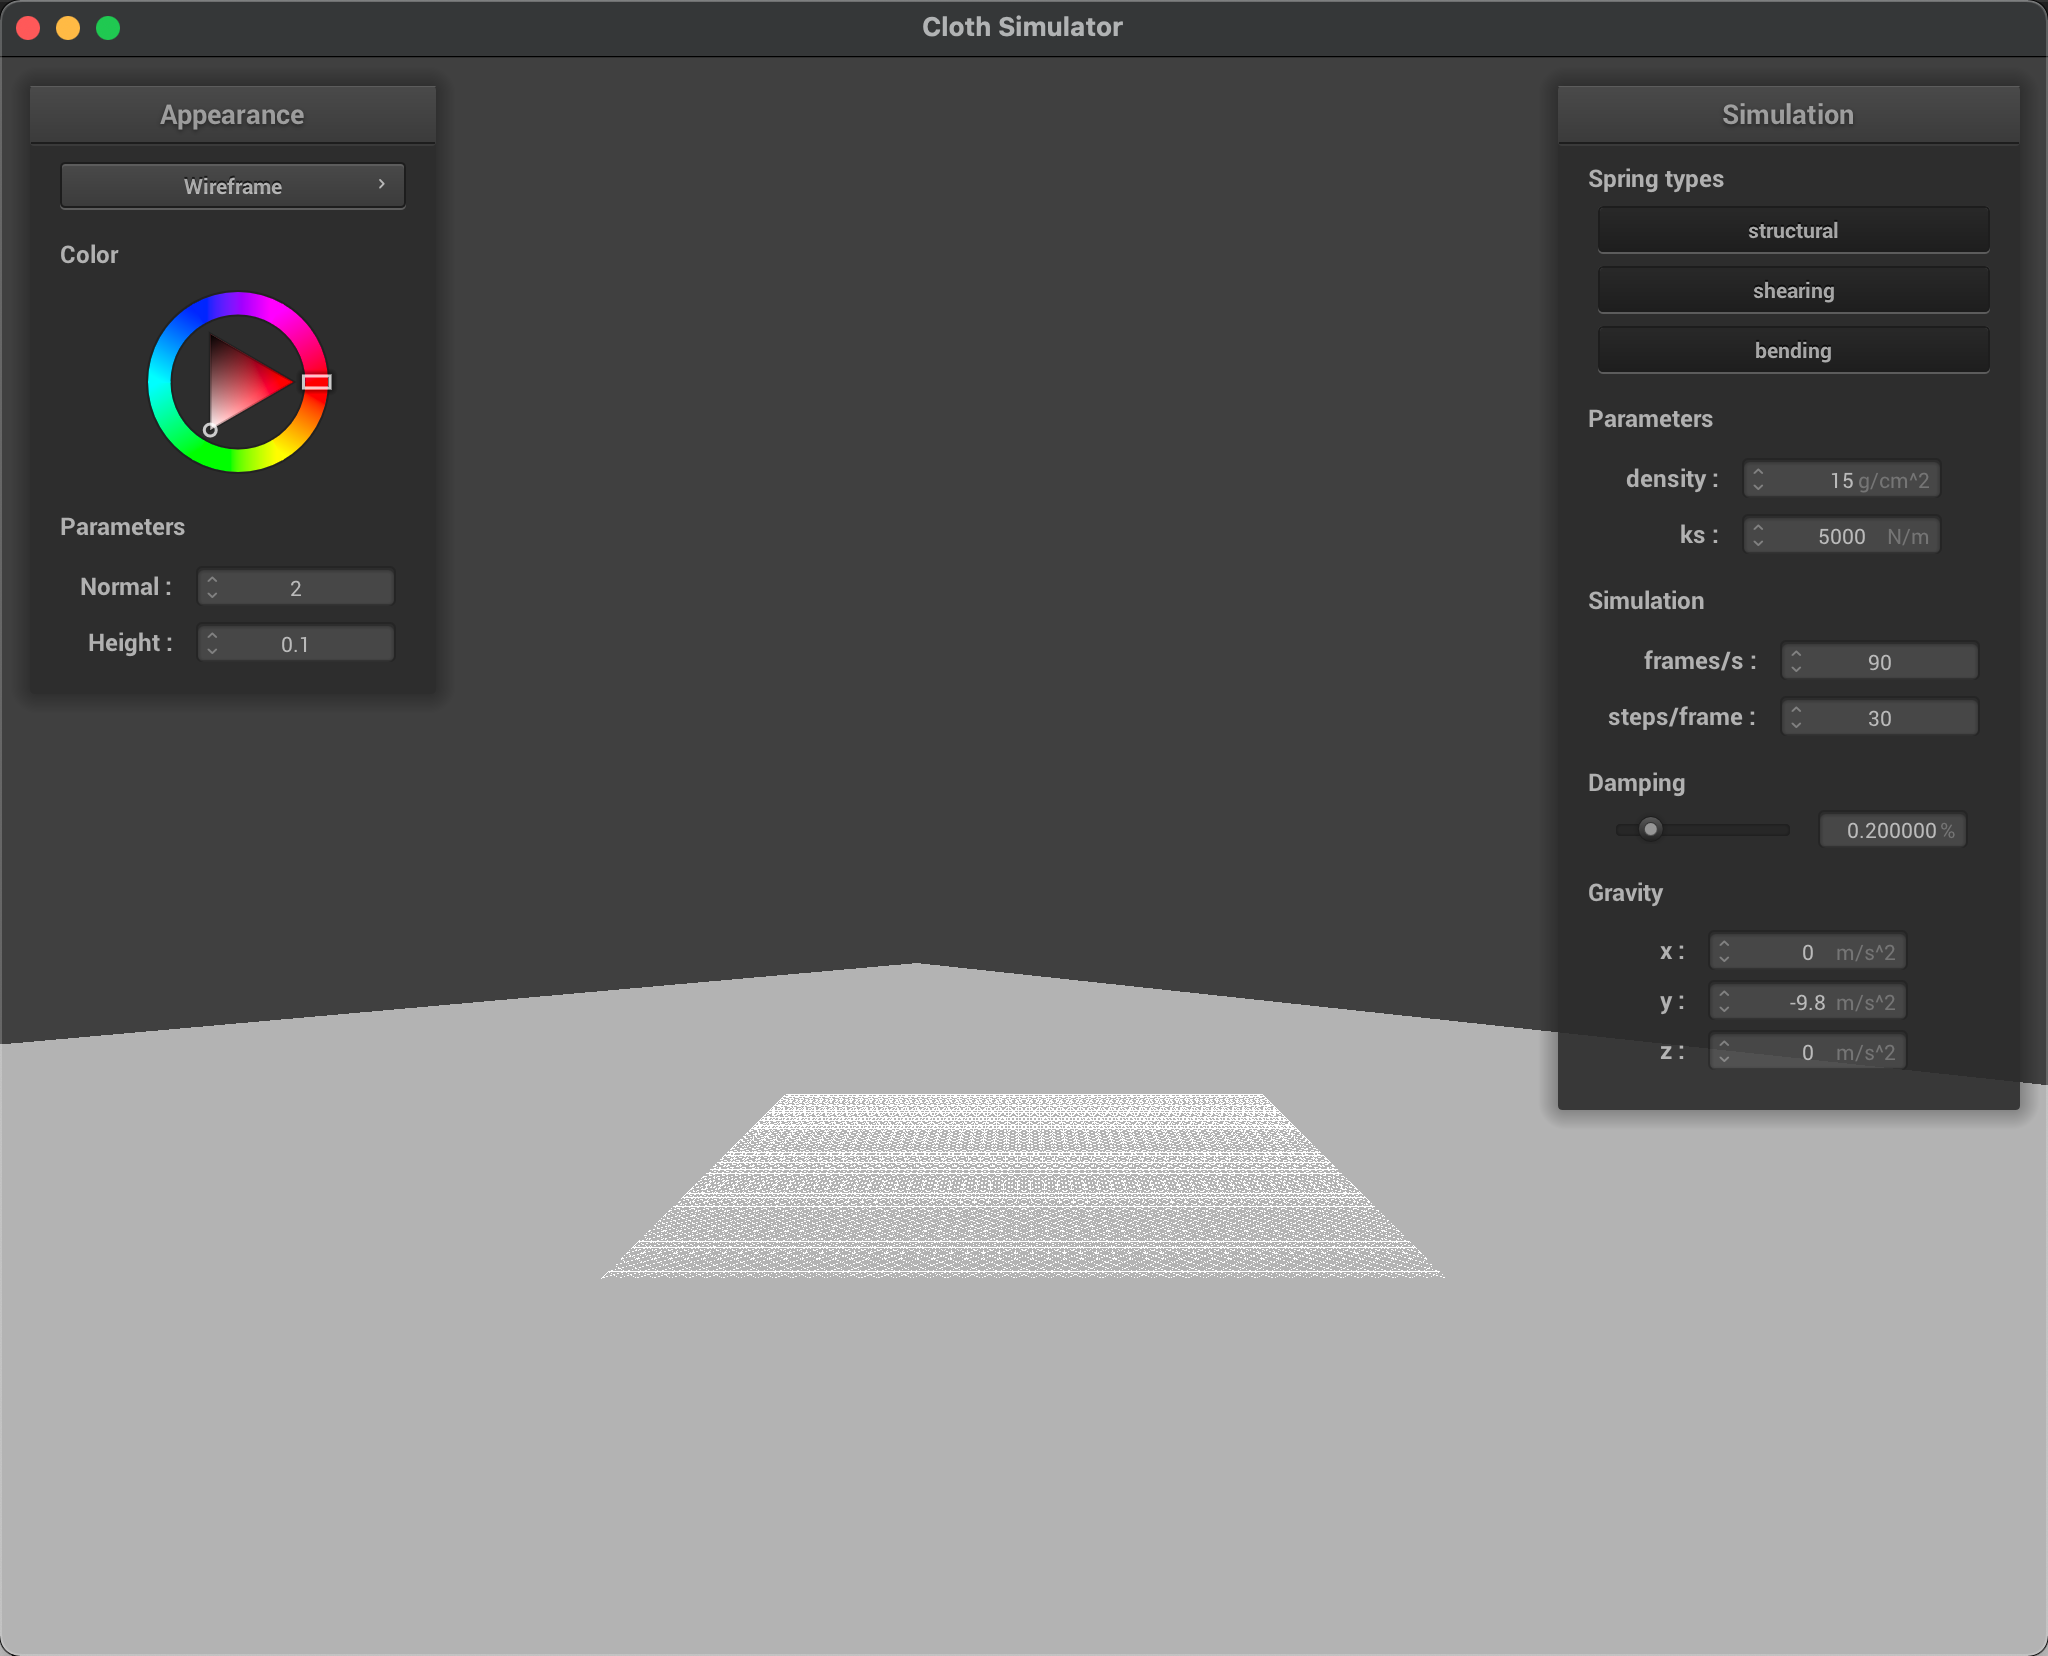 Cloth Simulator
Appearance
Wireframe
Color
Parameters
Normal : 2
Height : 0.1
Simulation
Spring types
structural
shearing
bending
Parameters
density : 15 g/cm^2
ks : 5000 N/m
Simulation
frames/s : 90
steps/frame : 30
Damping
0.200000 %
Gravity
x : 0 m/s^2
y : -9.8 m/s^2
z : 0 m/s^2